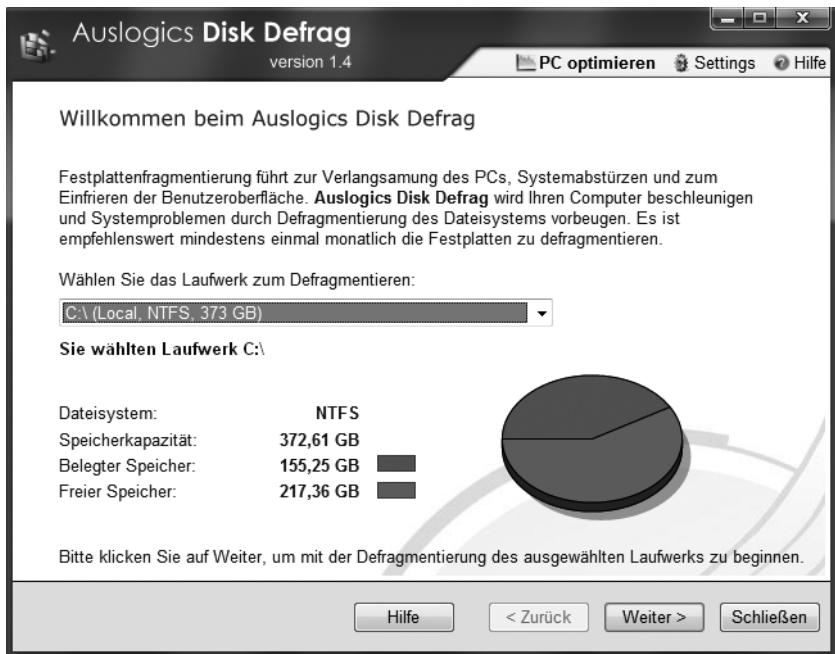 Auslogics Disk Defrag
version 1.4
PC optimieren Settings Hilfe
Willkommen beim Auslogics Disk Defrag
Festplattenfragmentierung führt zur Verlangsamung des PCs, Systemabstürzen und zum
Einfrieren der Benutzeroberfläche. Auslogics Disk Defrag wird Ihren Computer beschleunigen
und Systemproblemen durch Defragmentierung des Dateisystems vorbeugen. Es ist
empfehlenswert mindestens einmal monatlich die Festplatten zu defragmentieren.
Wählen Sie das Laufwerk zum Defragmentieren:
C:\ (Local, NTFS, 373 GB)
Sie wählten Laufwerk C:\
Dateisystem: NTFS
Speicherkapazität: 372,61 GB
Belegter Speicher: 155,25 GB
Freier Speicher: 217,36 GB
Bitte klicken Sie auf Weiter, um mit der Defragmentierung des ausgewählten Laufwerks zu beginnen.
Hilfe < Zurück Weiter > Schließen